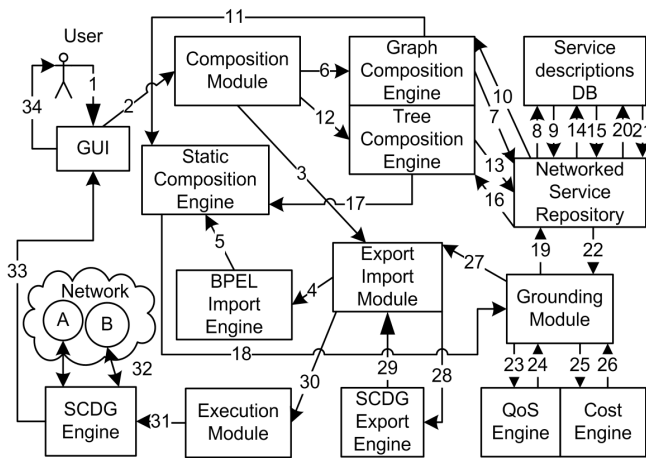 11
User
Composition
Module
Graph
Composition
Engine
Service
descriptions
DB
34
1
2
6
10
7
12
Tree
Composition
Engine
8
9
14
15
20
21
GUI
3
13
Static
Composition
Engine
17
16
Networked
Service
Repository
5
19
22
33
Network
A
B
BPEL
Import
Engine
4
Export
Import
Module
27
Grounding
Module
18
32
29
28
23
24
25
26
30
SCDG
Engine
31
Execution
Module
SCDG
Export
Engine
QoS
Engine
Cost
Engine